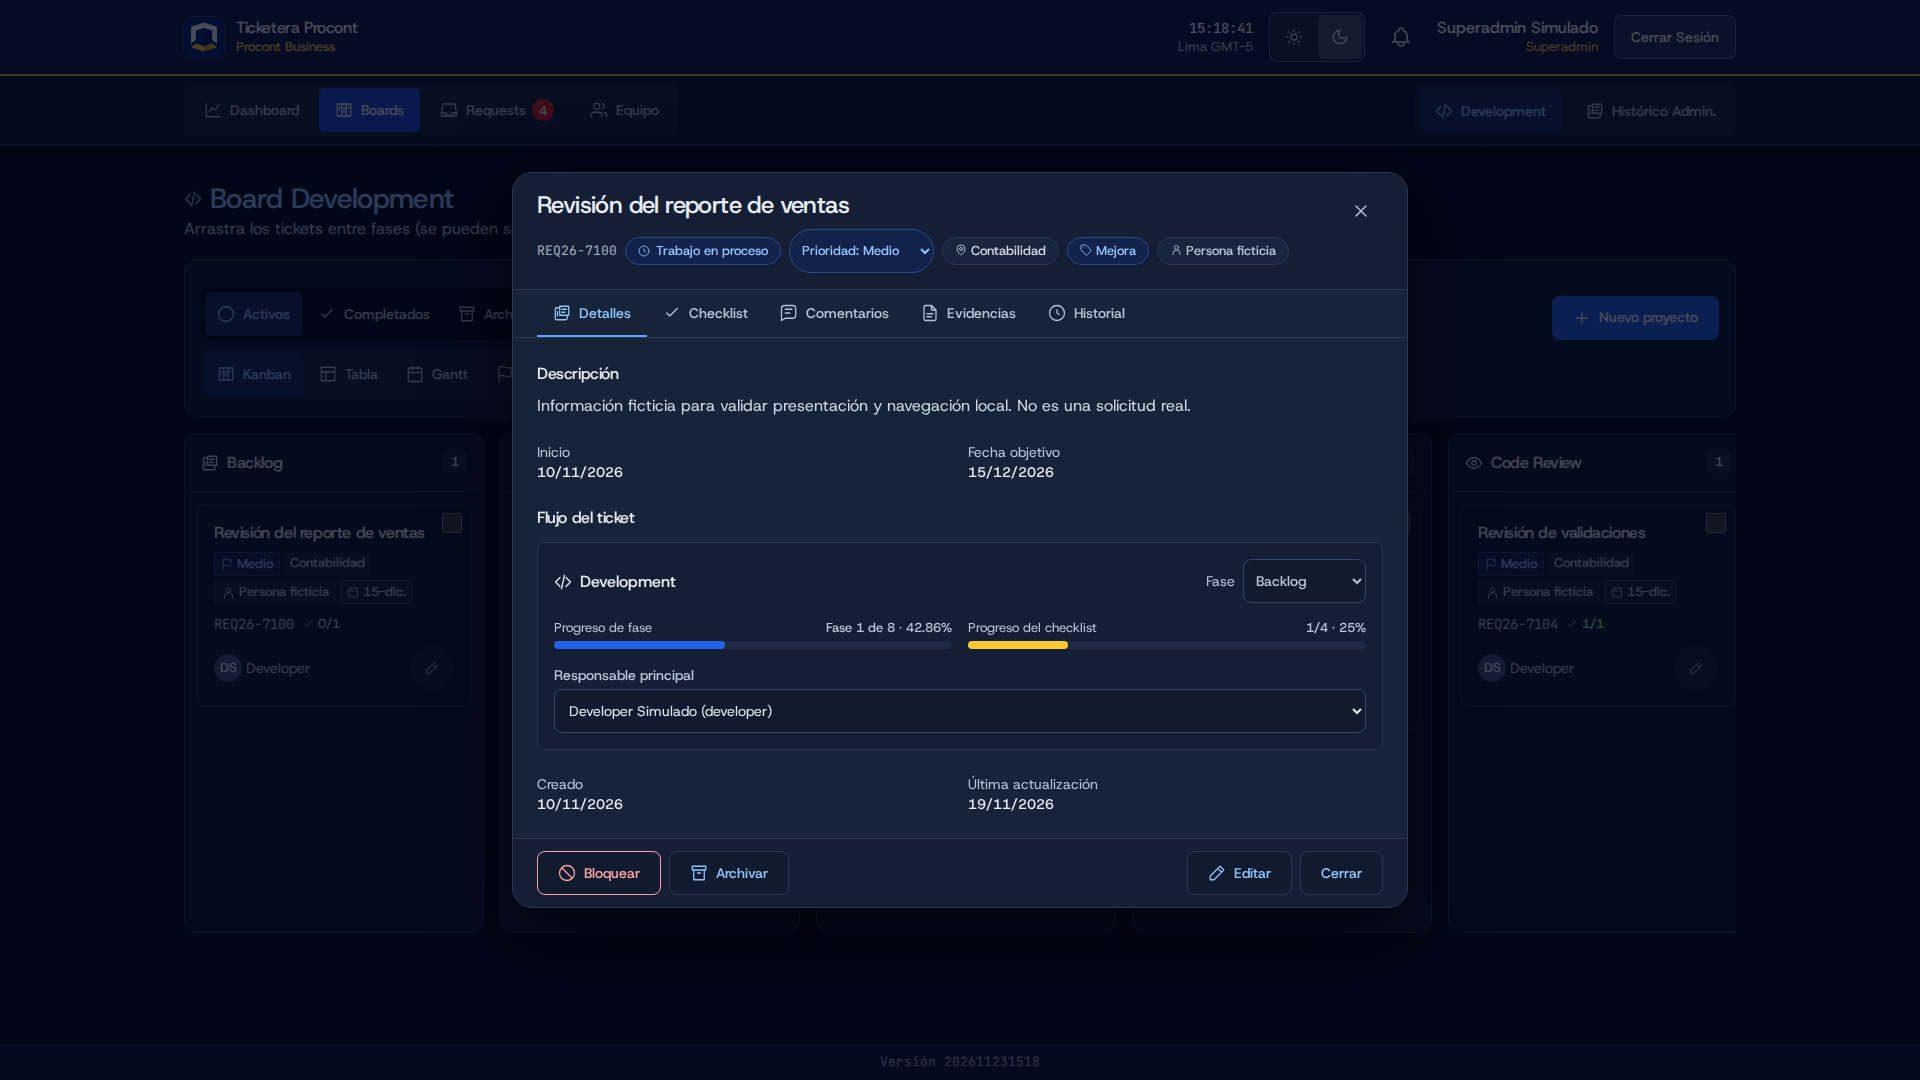 Ticketera Procont
Procont Business
15:18:41
Lima GMT-5
Superadmin Simulado
Superadmin
Cerrar Sesión
Dashboard
Boards
Requests 4
Equipo
Development
Histórico Admin.
Board Development
Arrastra los tickets entre fases (se pueden s
Activos
Completados
Arch
Nuevo proyecto
Kanban
Tabla
Gantt
Backlog 1
Revisión del reporte de ventas
Medio Contabilidad
Persona ficticia 15-dic.
REQ26-7100 0/1
DS Developer
Code Review 1
Revisión de validaciones
Medio Contabilidad
Persona ficticia 15-dic.
REQ26-7104 1/1
DS Developer
Revisión del reporte de ventas
REQ26-7100 Trabajo en proceso Prioridad: Medio Contabilidad Mejora Persona ficticia
Detalles Checklist Comentarios Evidencias Historial
Descripción
Información ficticia para validar presentación y navegación local. No es una solicitud real.
Inicio
10/11/2026
Fecha objetivo
15/12/2026
Flujo del ticket
Development
Fase Backlog
Progreso de fase Fase 1 de 8 · 42.86%
Progreso del checklist 1/4 · 25%
Responsable principal
Developer Simulado (developer)
Creado
10/11/2026
Última actualización
19/11/2026
Bloquear Archivar Editar Cerrar
Versión 202611231518